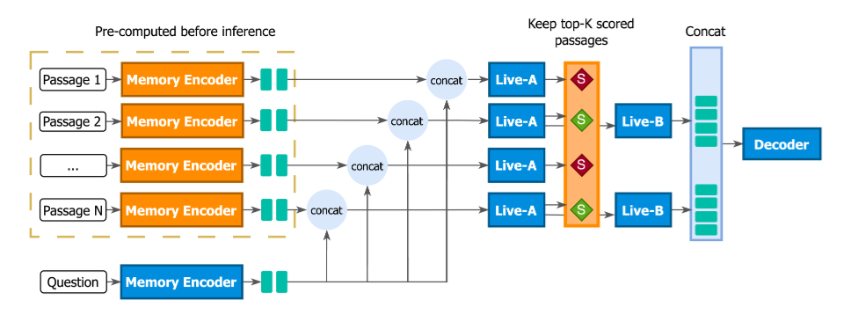 Pre-computed before inference
Keep top-K scored
passages
Concat
Passage 1
Memory Encoder
concat
Live-A
S
Passage 2
Memory Encoder
concat
Live-A
S
Live-B
Decoder
...
Memory Encoder
concat
Live-A
S
Passage N
Memory Encoder
concat
Live-A
S
Live-B
Question
Memory Encoder